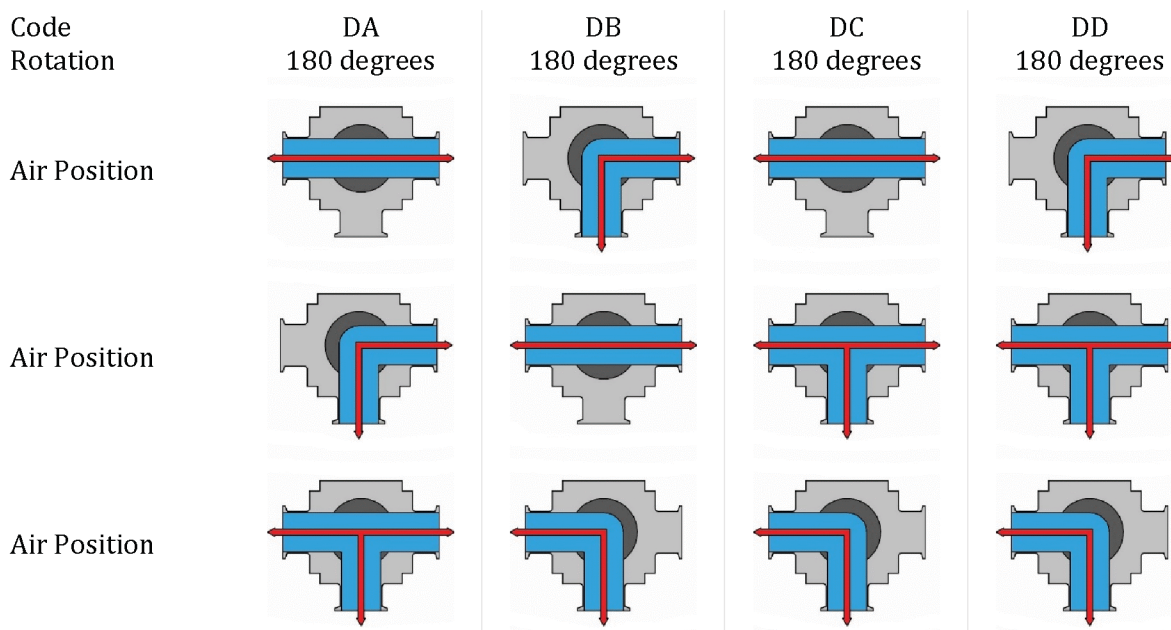 Code DA DB DC DD
Rotation 180 degrees 180 degrees 180 degrees 180 degrees
Air Position
Air Position
Air Position